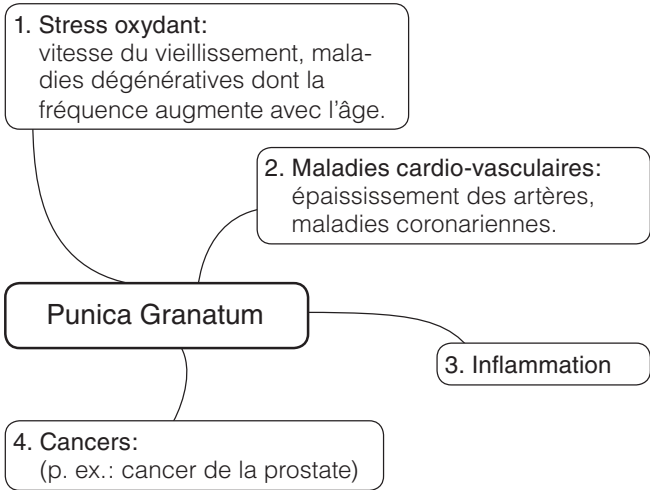 1. Stress oxydant:
vitesse du vieillissement, mala-
dies dégénératives dont la
fréquence augmente avec l'âge.
2. Maladies cardio-vasculaires:
épaississement des artères,
maladies coronariennes.
Punica Granatum
3. Inflammation
4. Cancers:
(p. ex.: cancer de la prostate)